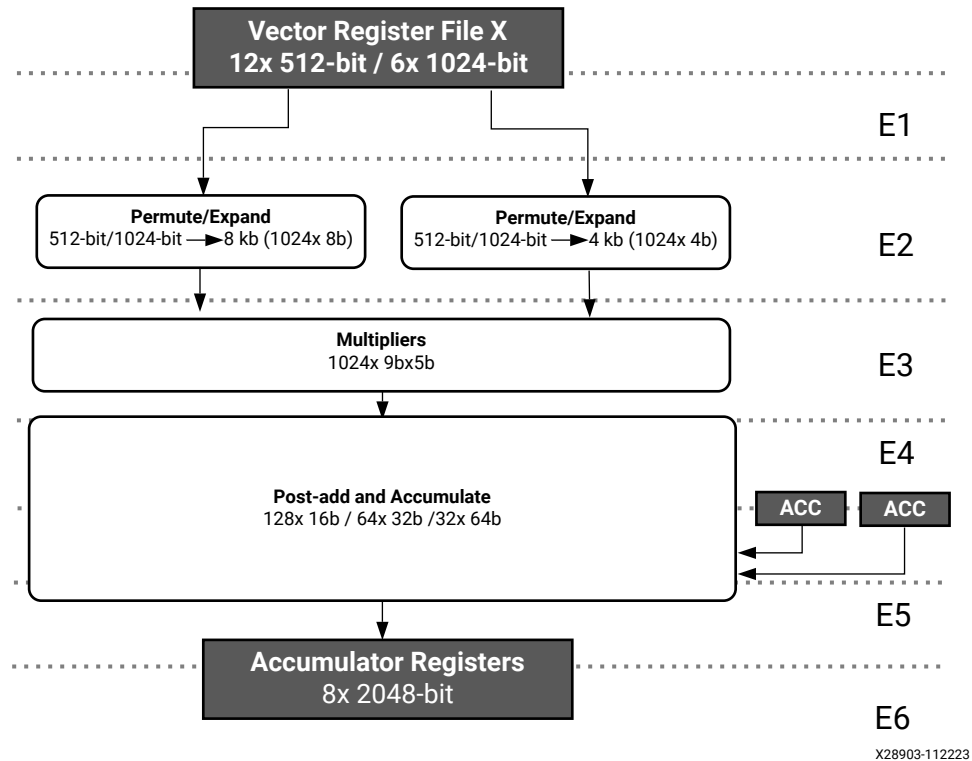 Vector Register File X
12x 512-bit / 6x 1024-bit
E1
Permute/Expand
512-bit/1024-bit 8 kb (1024x 8b)
Permute/Expand
512-bit/1024-bit 4 kb (1024x 4b)
E2
Multipliers
1024x 9bx5b
E3
E4
Post-add and Accumulate
128x 16b / 64x 32b /32x 64b
ACC
ACC
E5
Accumulator Registers
8x 2048-bit
E6
X28903-112223